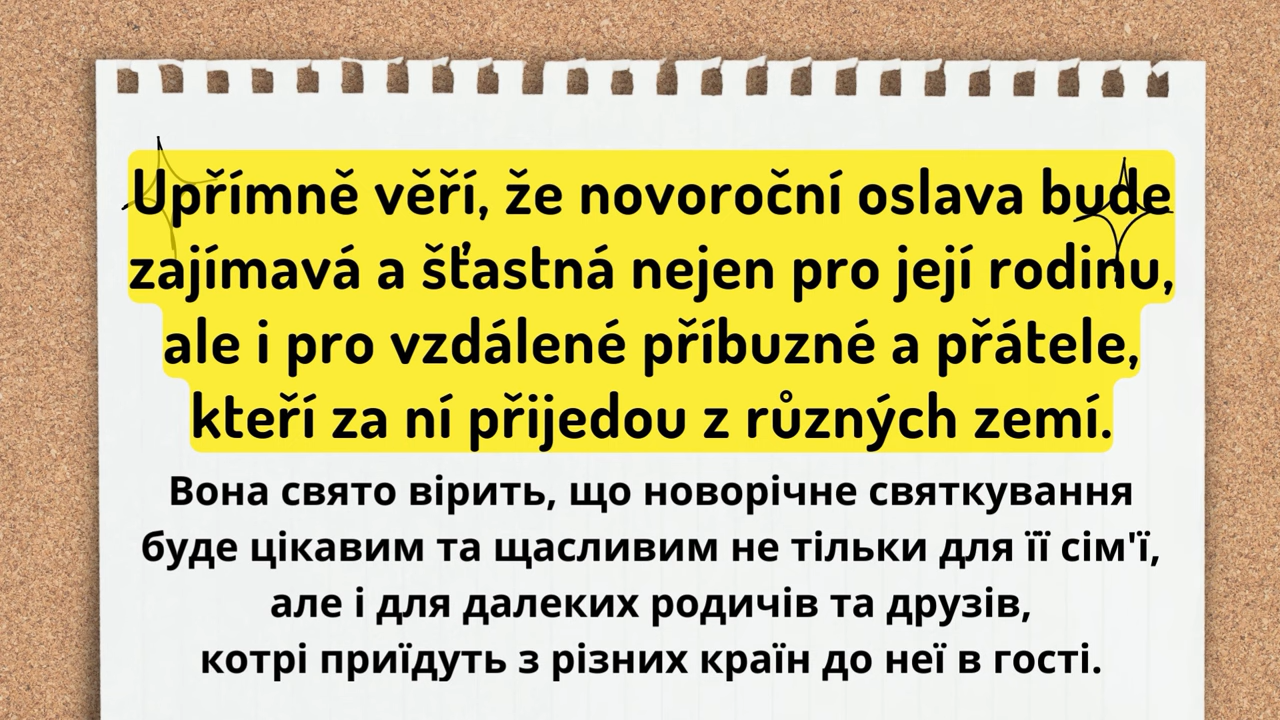 Upřímně věří, že novoroční oslava bude
zajímavá a šťastná nejen pro její rodinu,
ale i pro vzdálené příbuzné a přátele,
kteří za ní přijedou z různých zemí.
Вона свято вірить, що новорічне святкування
буде цікавим та щасливим не тільки для її сім'ї,
але і для далеких родичів та друзів,
котрі приїдуть з різних країн до неї в гості.